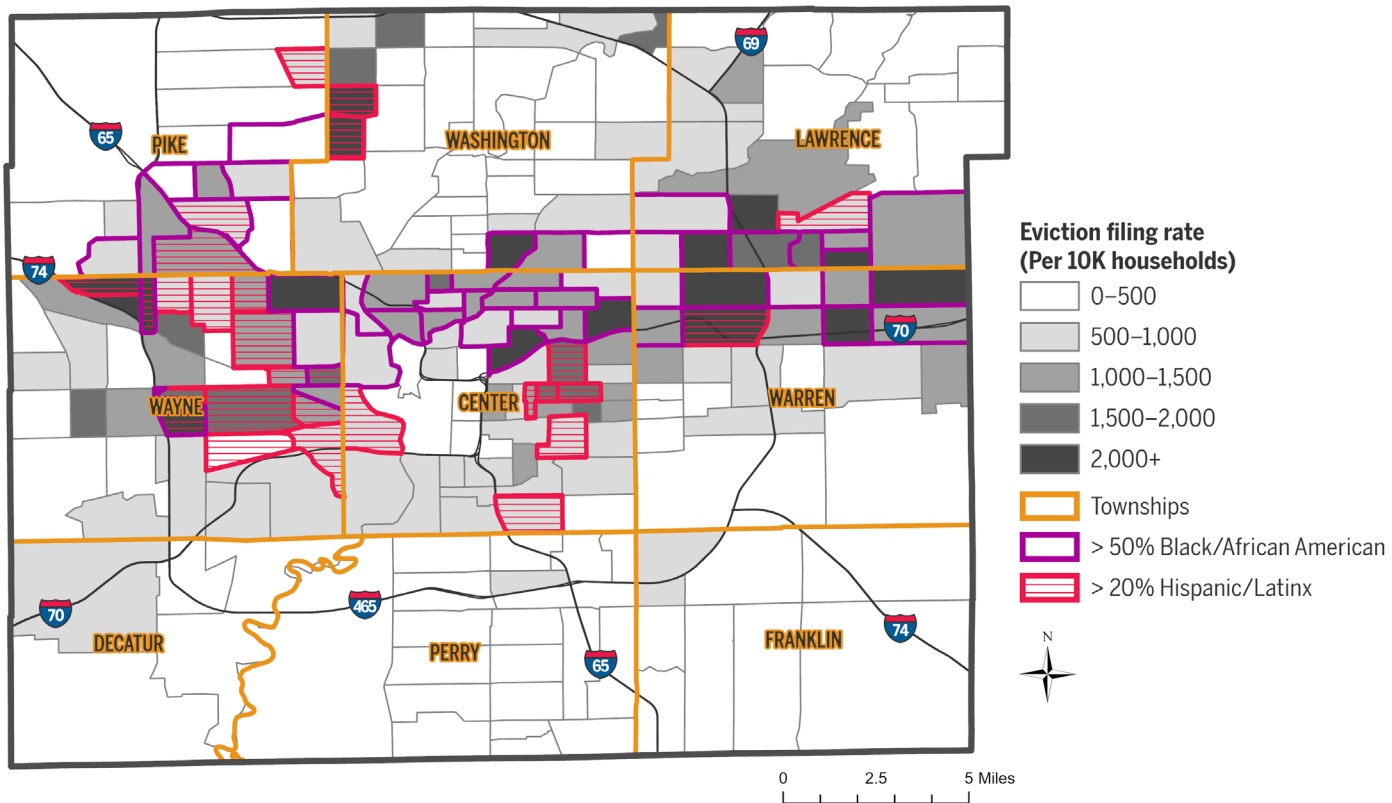 69
65
PIKE
WASHINGTON
LAWRENCE
74
70
WAYNE
CENTER
WARREN
70
465
DECATUR
PERRY
65
FRANKLIN
74
Eviction filing rate
(Per 10K households)
0–500
500–1,000
1,000–1,500
1,500–2,000
2,000+
Townships
> 50% Black/African American
> 20% Hispanic/Latinx
N
0 2.5 5 Miles